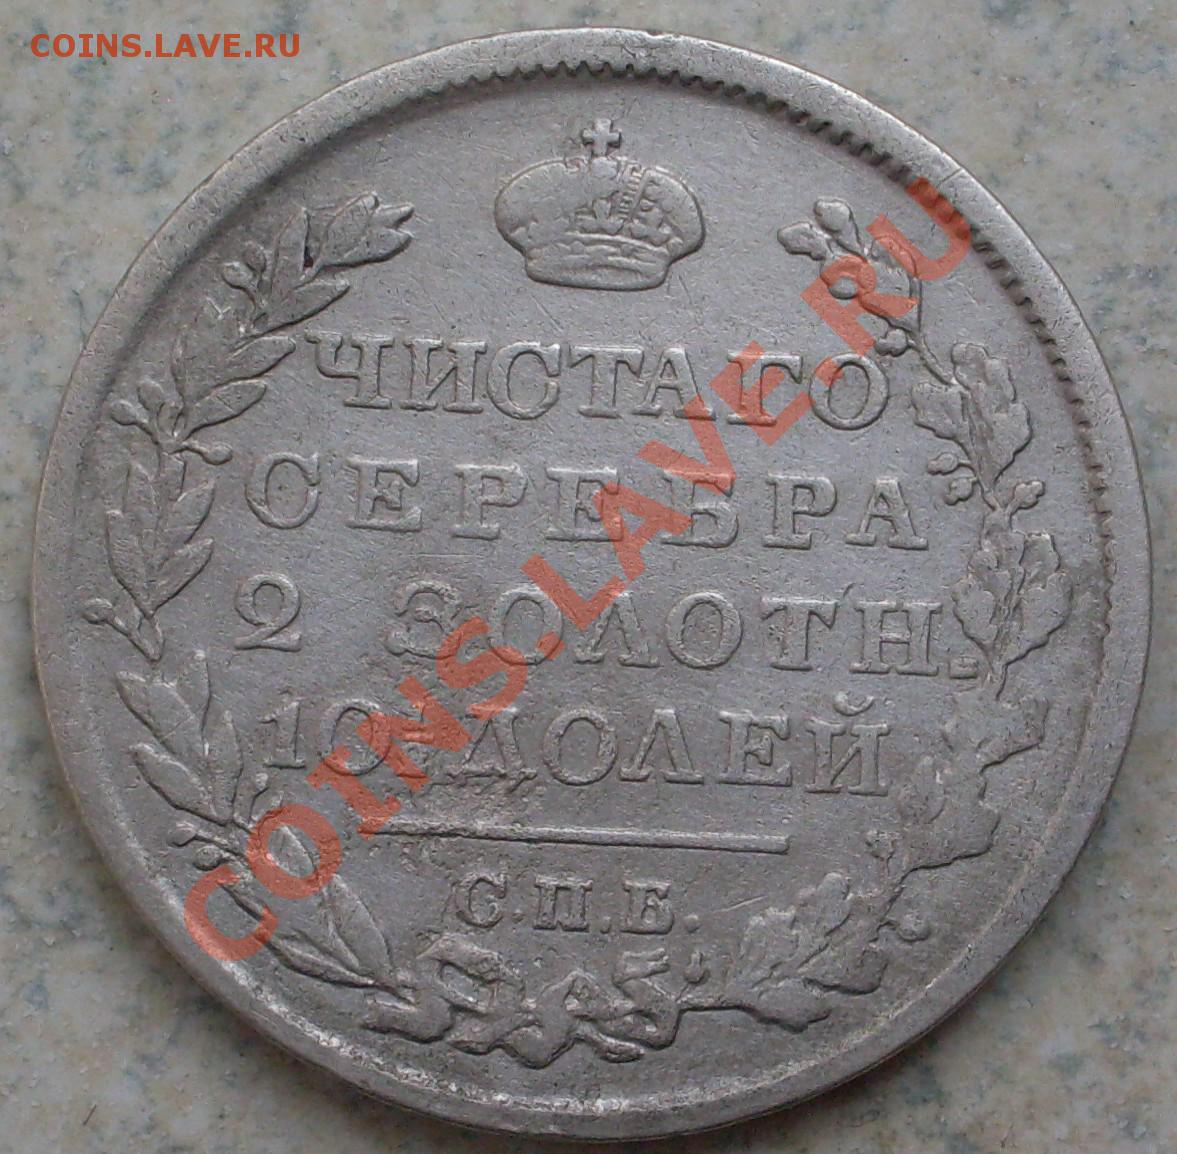 COINS.LAVE.RU
ЧИСТАГО
СЕРЕБРА
2 ЗОЛОТН.
10 ДОЛЕЙ
С.П.Б.
COINS.LAVE.RU